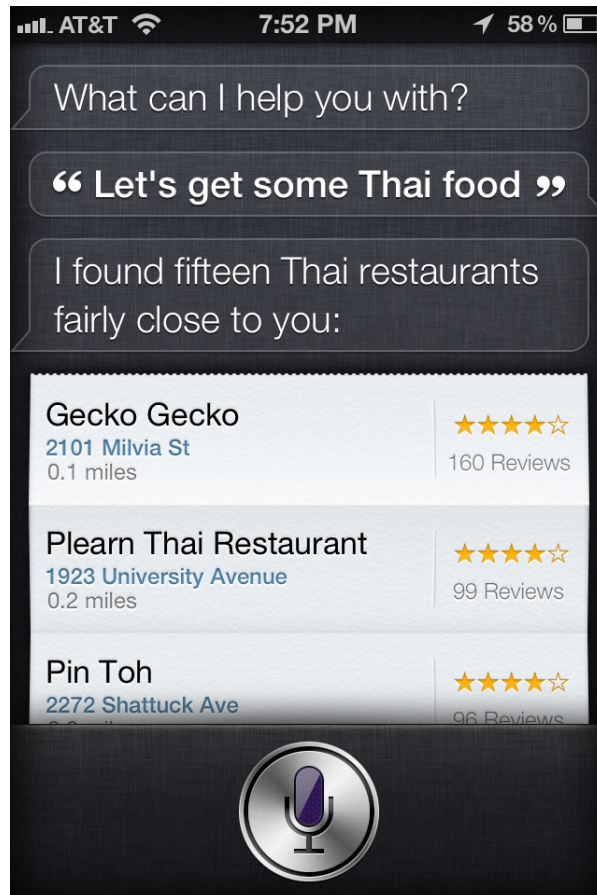 AT&T 7:52 PM 58%
What can I help you with?
“ Let's get some Thai food ”
I found fifteen Thai restaurants
fairly close to you:
Gecko Gecko
2101 Milvia St
0.1 miles
160 Reviews
Plearn Thai Restaurant
1923 University Avenue
0.2 miles
99 Reviews
Pin Toh
2272 Shattuck Ave
96 Reviews